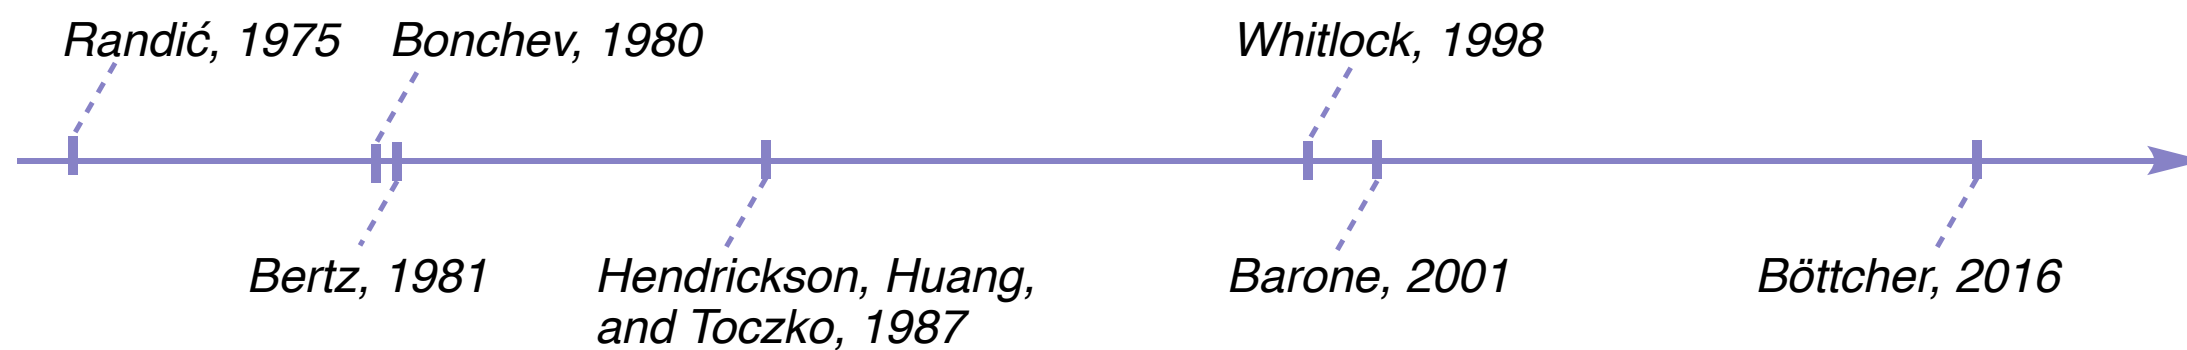 Randić, 1975
Bonchev, 1980
Whitlock, 1998
Bertz, 1981
Hendrickson, Huang,
and Toczko, 1987
Barone, 2001
Böttcher, 2016